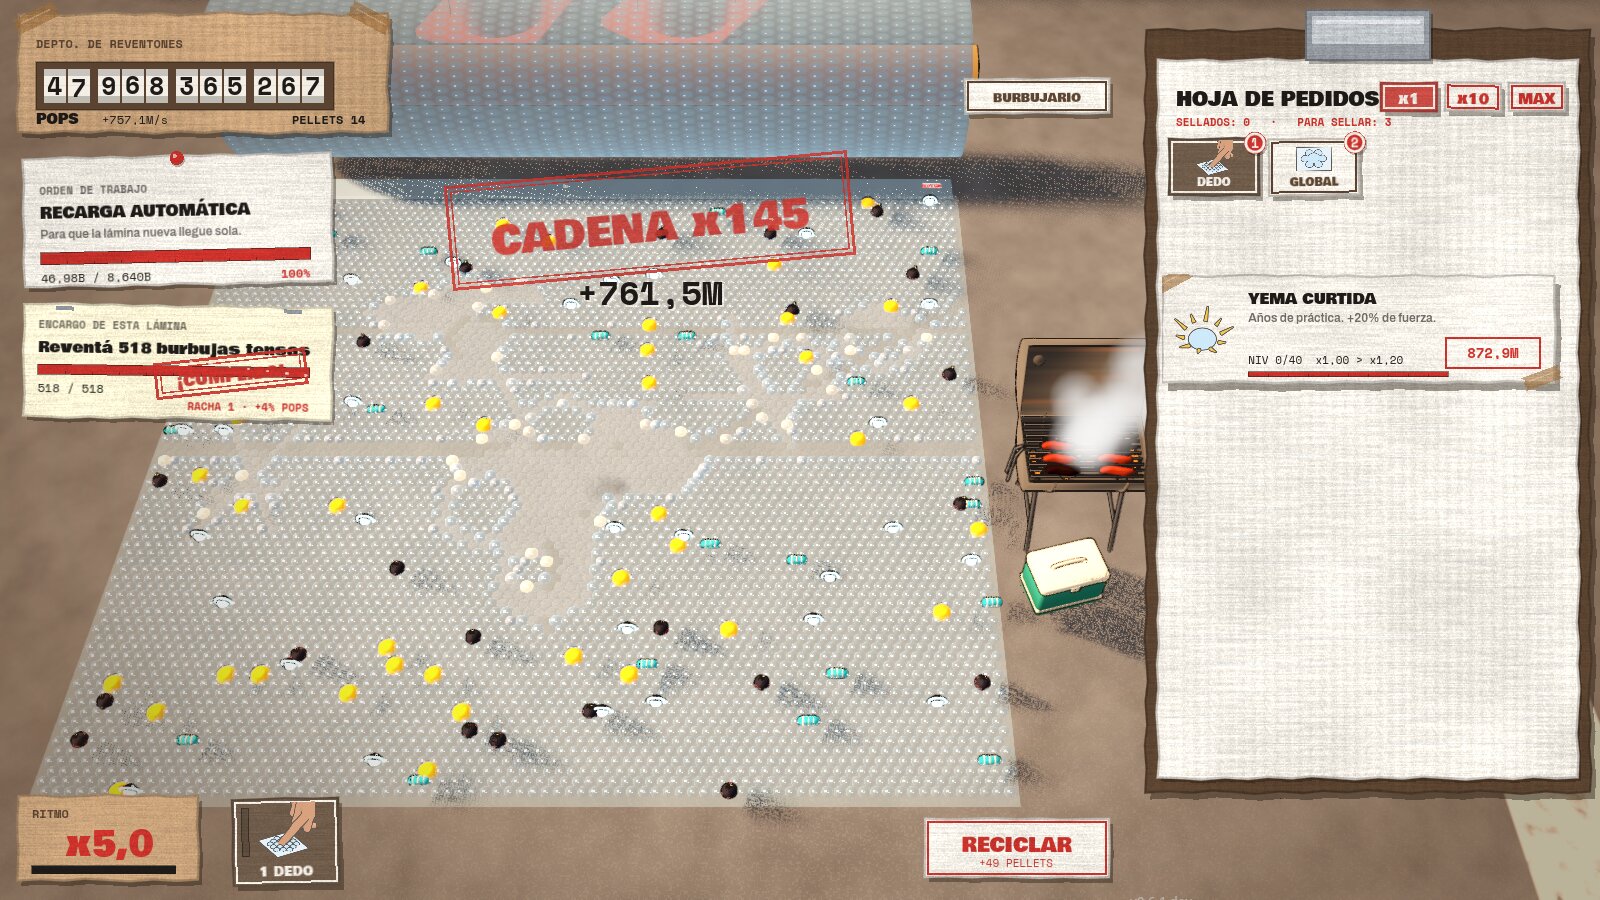 DEPTO. DE REVENTONES
47 968 365 267
POPS +757.1M/s PELLETS 14
ORDEN DE TRABAJO
RECARGA AUTOMÁTICA
Para que la lámina nueva llegue sola.
46.98B / 8.640B 100%
ENCARGO DE ESTA LÁMINA
Reventá 518 burbujas tensas
518 / 518
RACHA 1 · +4% POPS
CADENA x145
+761,5M
BURBUJARIO
HOJA DE PEDIDOS x1 x10 MAX
SELLADOS: 0 · PARA SELLAR: 3
DEDO 1
GLOBAL 2
YEMA CURTIDA
Años de práctica. +20% de fuerza.
NIV 0/40 x1,00 > x1,20
872,9M
RITMO
x5,0
1 DEDO
RECICLAR
+49 PELLETS